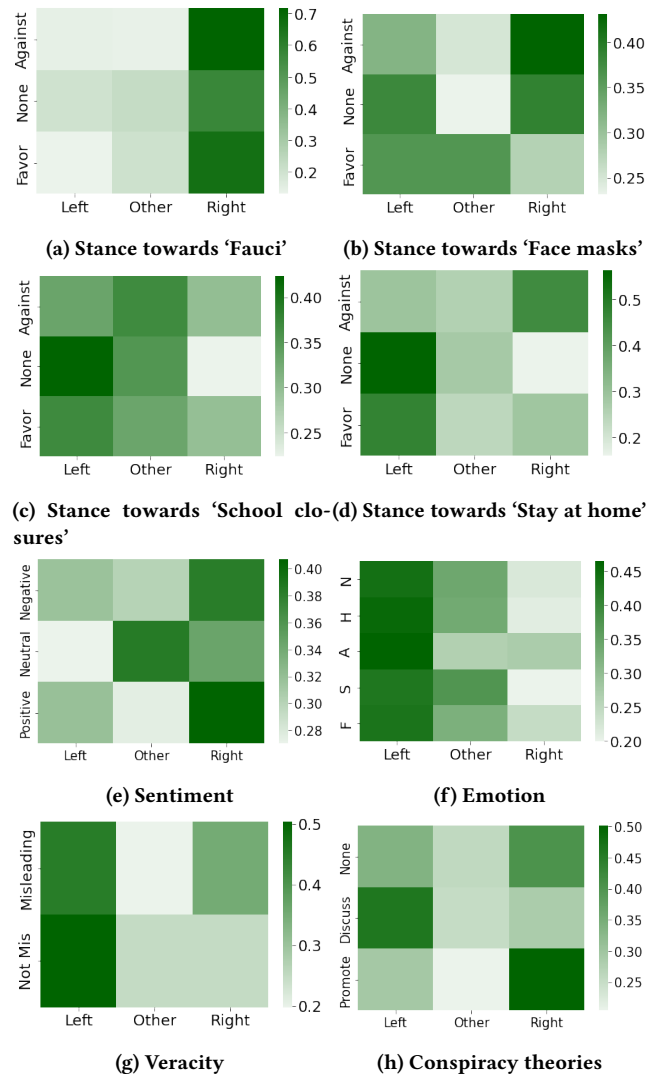 0.7
0.6
0.5
0.4
0.3
0.2
Against
None
Favor
Left Other Right
(a) Stance towards ‘Fauci’
0.40
0.35
0.30
0.25
Against
None
Favor
Left Other Right
(b) Stance towards ‘Face masks’
0.40
0.35
0.30
0.25
Against
None
Favor
Left Other Right
(c) Stance towards ‘School clo-
sures’
0.5
0.4
0.3
0.2
Against
None
Favor
Left Other Right
(d) Stance towards ‘Stay at home’
0.40
0.38
0.36
0.34
0.32
0.30
0.28
Negative
Neutral
Positive
Left Other Right
(e) Sentiment
0.45
0.40
0.35
0.30
0.25
0.20
N
H
A
S
F
Left Other Right
(f) Emotion
0.5
0.4
0.3
0.2
Misleading
Not Mis
Left Other Right
(g) Veracity
0.50
0.45
0.40
0.35
0.30
0.25
None
Discuss
Promote
Left Other Right
(h) Conspiracy theories